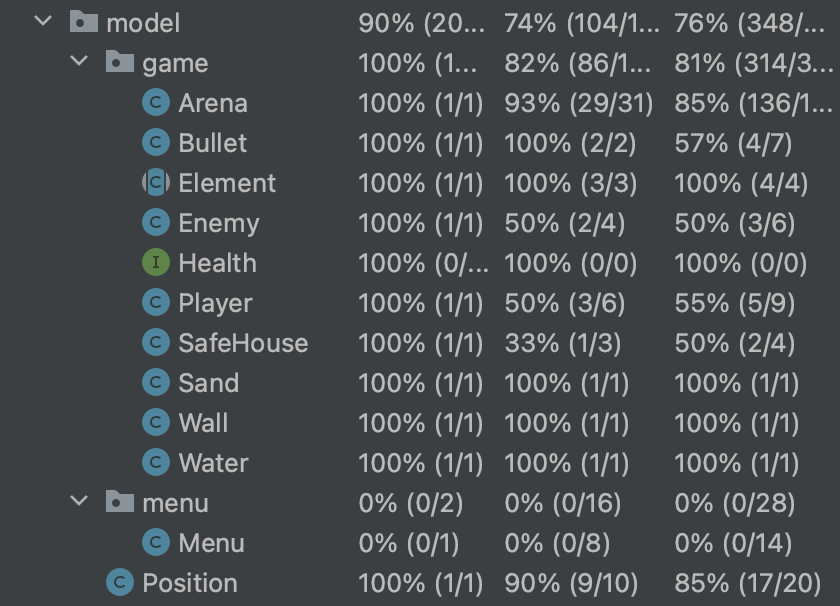 model 90% (20... 74% (104/1... 76% (348/...
game 100% (1... 82% (86/1... 81% (314/3...
C Arena 100% (1/1) 93% (29/31) 85% (136/1...
C Bullet 100% (1/1) 100% (2/2) 57% (4/7)
C Element 100% (1/1) 100% (3/3) 100% (4/4)
C Enemy 100% (1/1) 50% (2/4) 50% (3/6)
I Health 100% (0/... 100% (0/0) 100% (0/0)
C Player 100% (1/1) 50% (3/6) 55% (5/9)
C SafeHouse 100% (1/1) 33% (1/3) 50% (2/4)
C Sand 100% (1/1) 100% (1/1) 100% (1/1)
C Wall 100% (1/1) 100% (1/1) 100% (1/1)
C Water 100% (1/1) 100% (1/1) 100% (1/1)
menu 0% (0/2) 0% (0/16) 0% (0/28)
C Menu 0% (0/1) 0% (0/8) 0% (0/14)
C Position 100% (1/1) 90% (9/10) 85% (17/20)